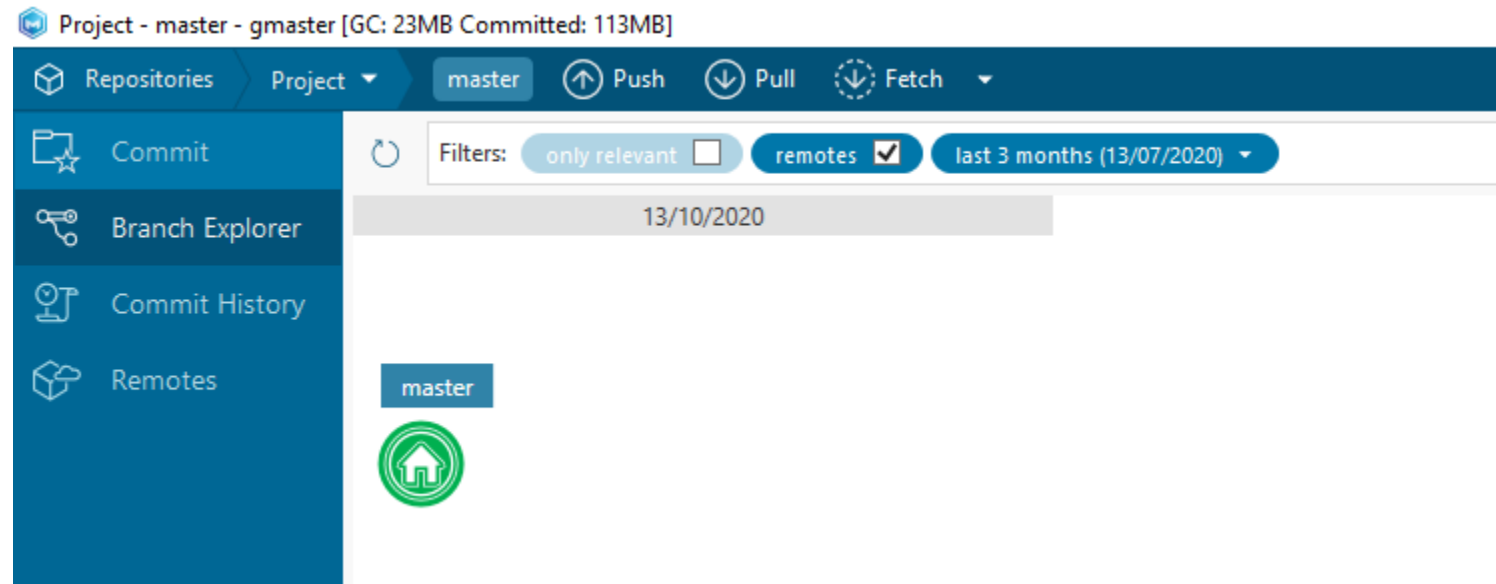 Project - master - gmaster [GC: 23MB Committed: 113MB]
Repositories Project master Push Pull Fetch
Commit
Filters: only relevant remotes last 3 months (13/07/2020)
13/10/2020
Branch Explorer
Commit History
Remotes
master